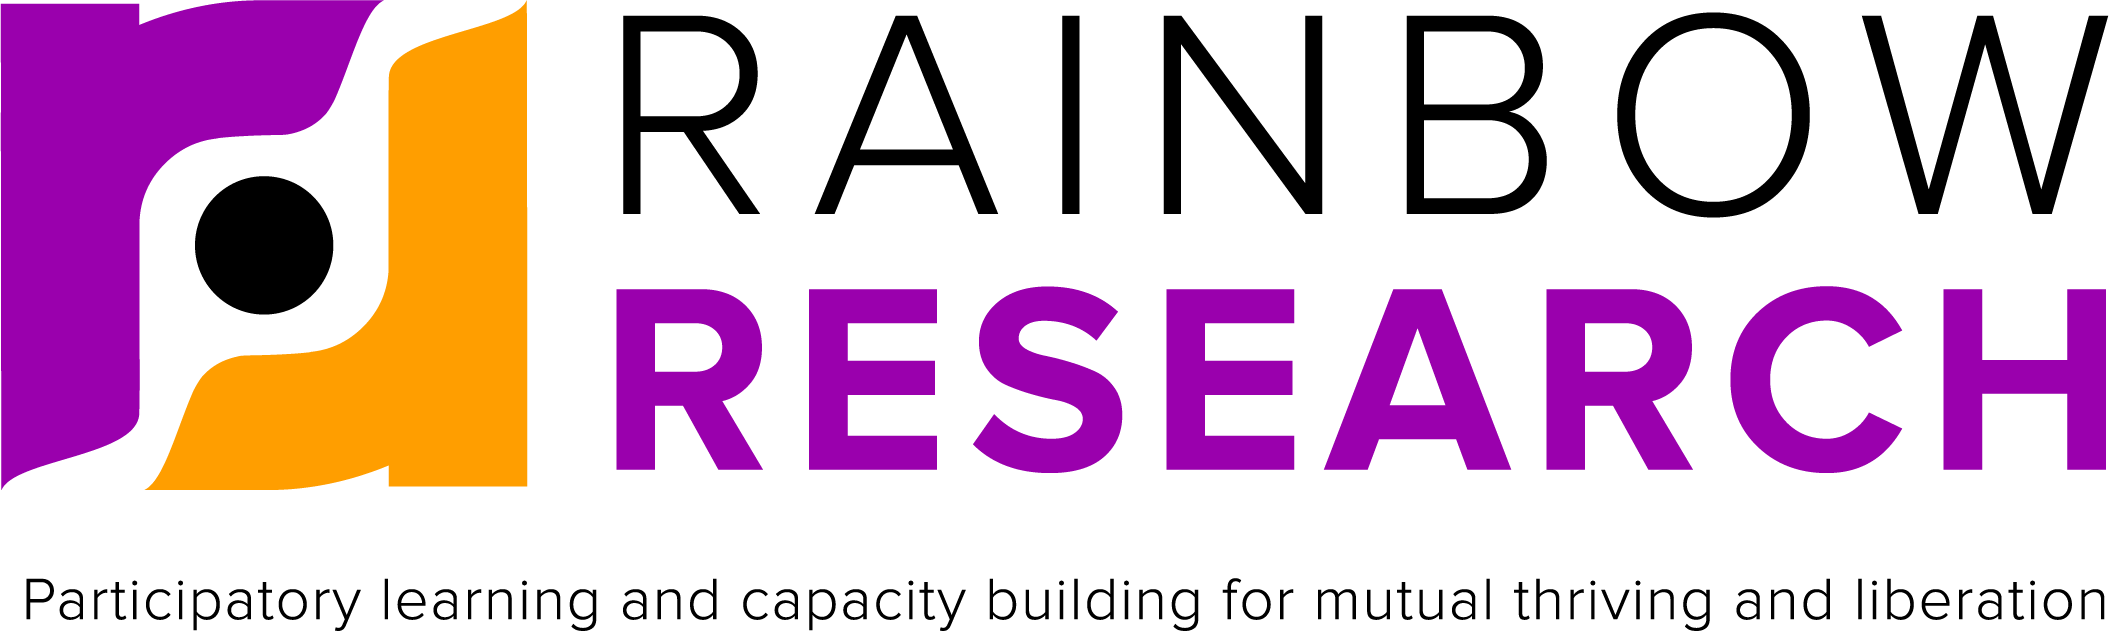 RAINBOW
RESEARCH
Participatory learning and capacity building for mutual thriving and liberation